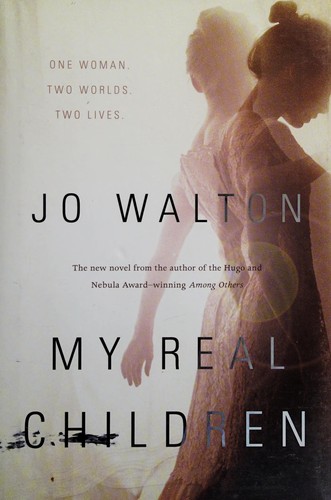 ONE WOMAN.
TWO WORLDS.
TWO LIVES.
JO WALTON
The new novel from the author of the Hugo and
Nebula Award–winning Among Others
MY REAL
CHILDREN